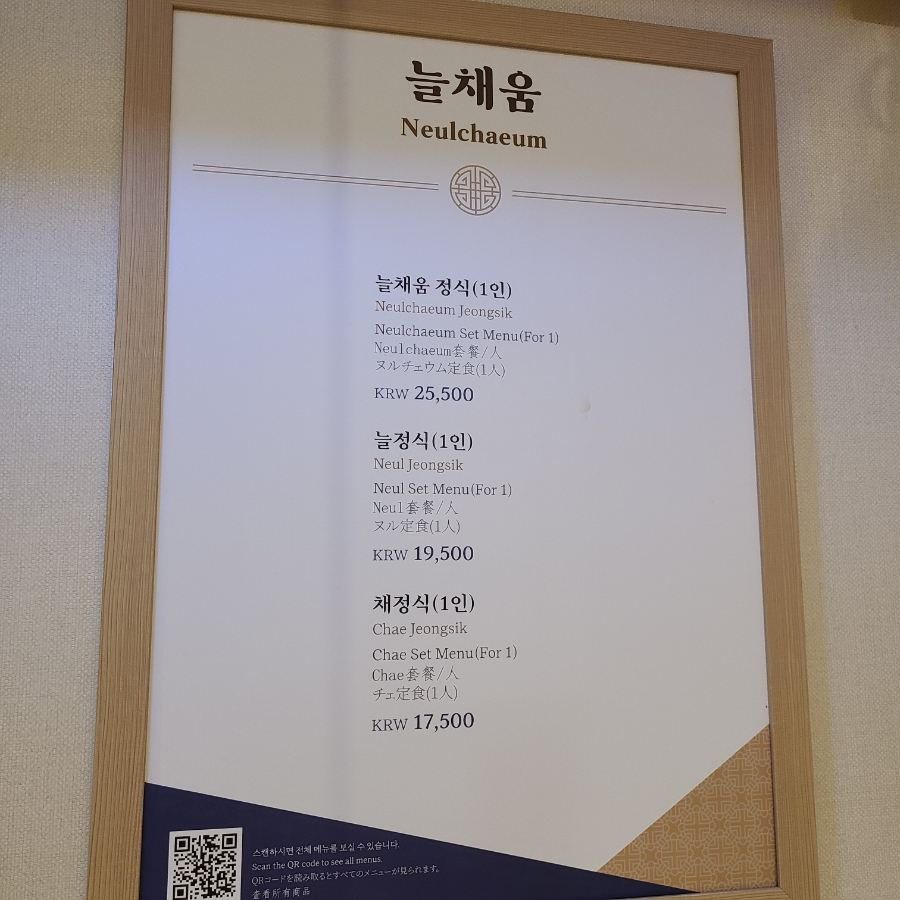 늘채움
Neulchaeum
늘채움 정식(1인)
Neulchaeum Jeongsik
Neulchaeum Set Menu(For 1)
Neulchaeum套餐/人
ヌルチェウム定食(1人)
KRW 25,500
늘정식(1인)
Neul Jeongsik
Neul Set Menu(For 1)
Neul套餐/人
ヌル定食(1人)
KRW 19,500
채정식(1인)
Chae Jeongsik
Chae Set Menu(For 1)
Chae套餐/人
チェ定食(1人)
KRW 17,500
스캔하시면 전체 메뉴를 보실 수 있습니다.
Scan the QR code to see all menus.
QRコードを読み取るとすべてのメニューが見られます。
查看所有商品